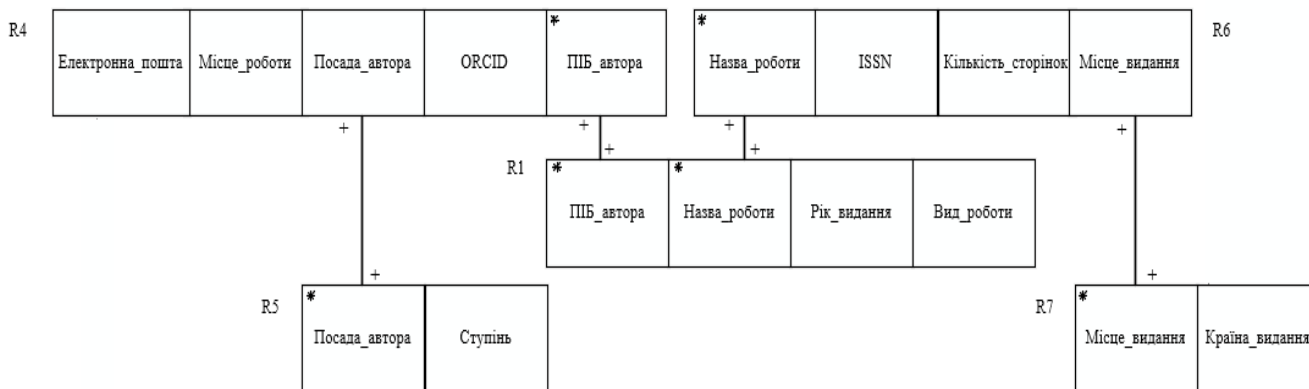 R4
Електронна_пошта Місце_роботи Посада_автора ORCID * ПІБ_автора
* Назва_роботи ISSN Кількість_сторінок Місце_видання
R6
+ + + +
+ +
R1
* ПІБ_автора * Назва_роботи Рік_видання Вид_роботи
+ +
R5
* Посада_автора Ступінь
R7
* Місце_видання Країна_видання